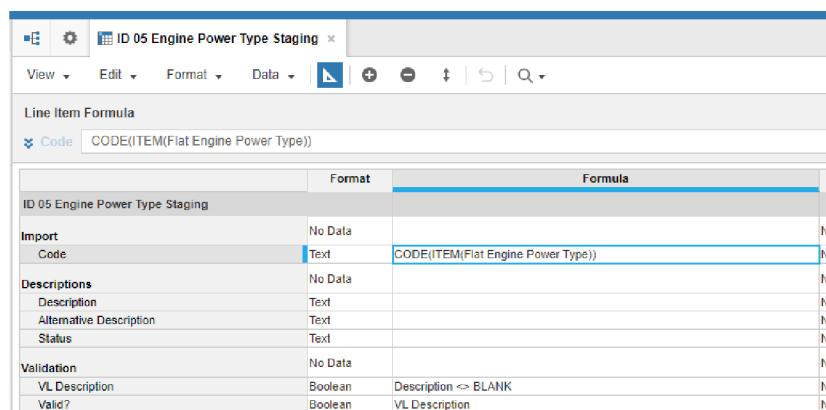 ID 05 Engine Power Type Staging ×
View Edit Format Data
Line Item Formula
Code CODE(ITEM(Flat Engine Power Type))
Format Formula
ID 05 Engine Power Type Staging
Import No Data
Code Text CODE(ITEM(Flat Engine Power Type))
Descriptions No Data
Description Text
Alternative Description Text
Status Text
Validation No Data
VL Description Boolean Description <> BLANK
Valid? Boolean VL Description